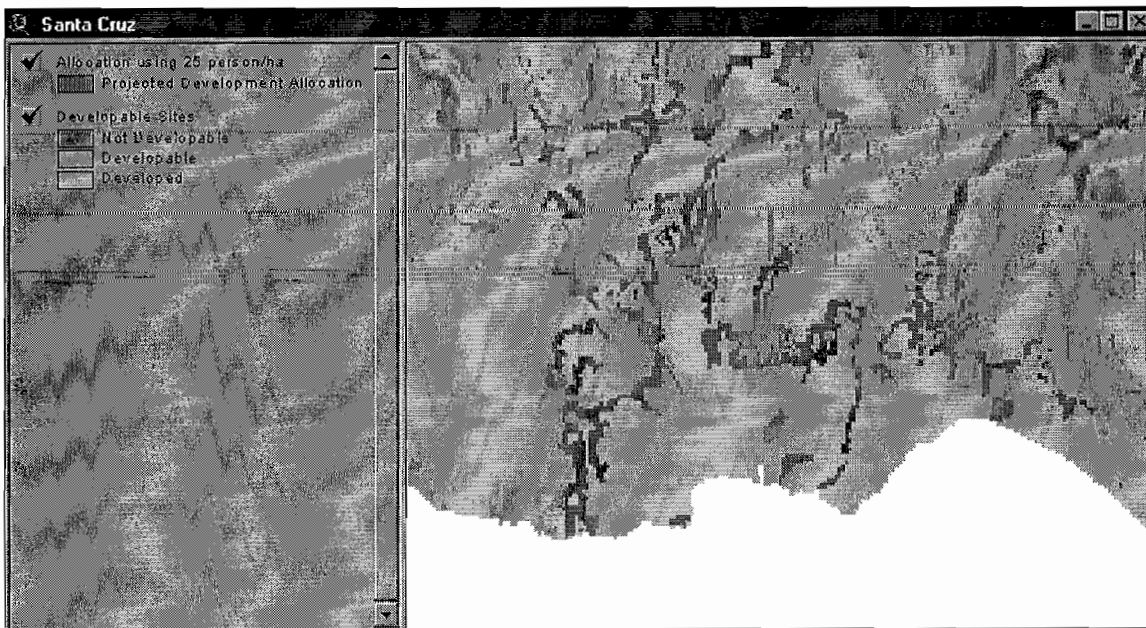 Santa Cruz
Allocation using 25 person/ha
Projected Development Allocation
Developable Sites
Not Developable
Developable
Developed